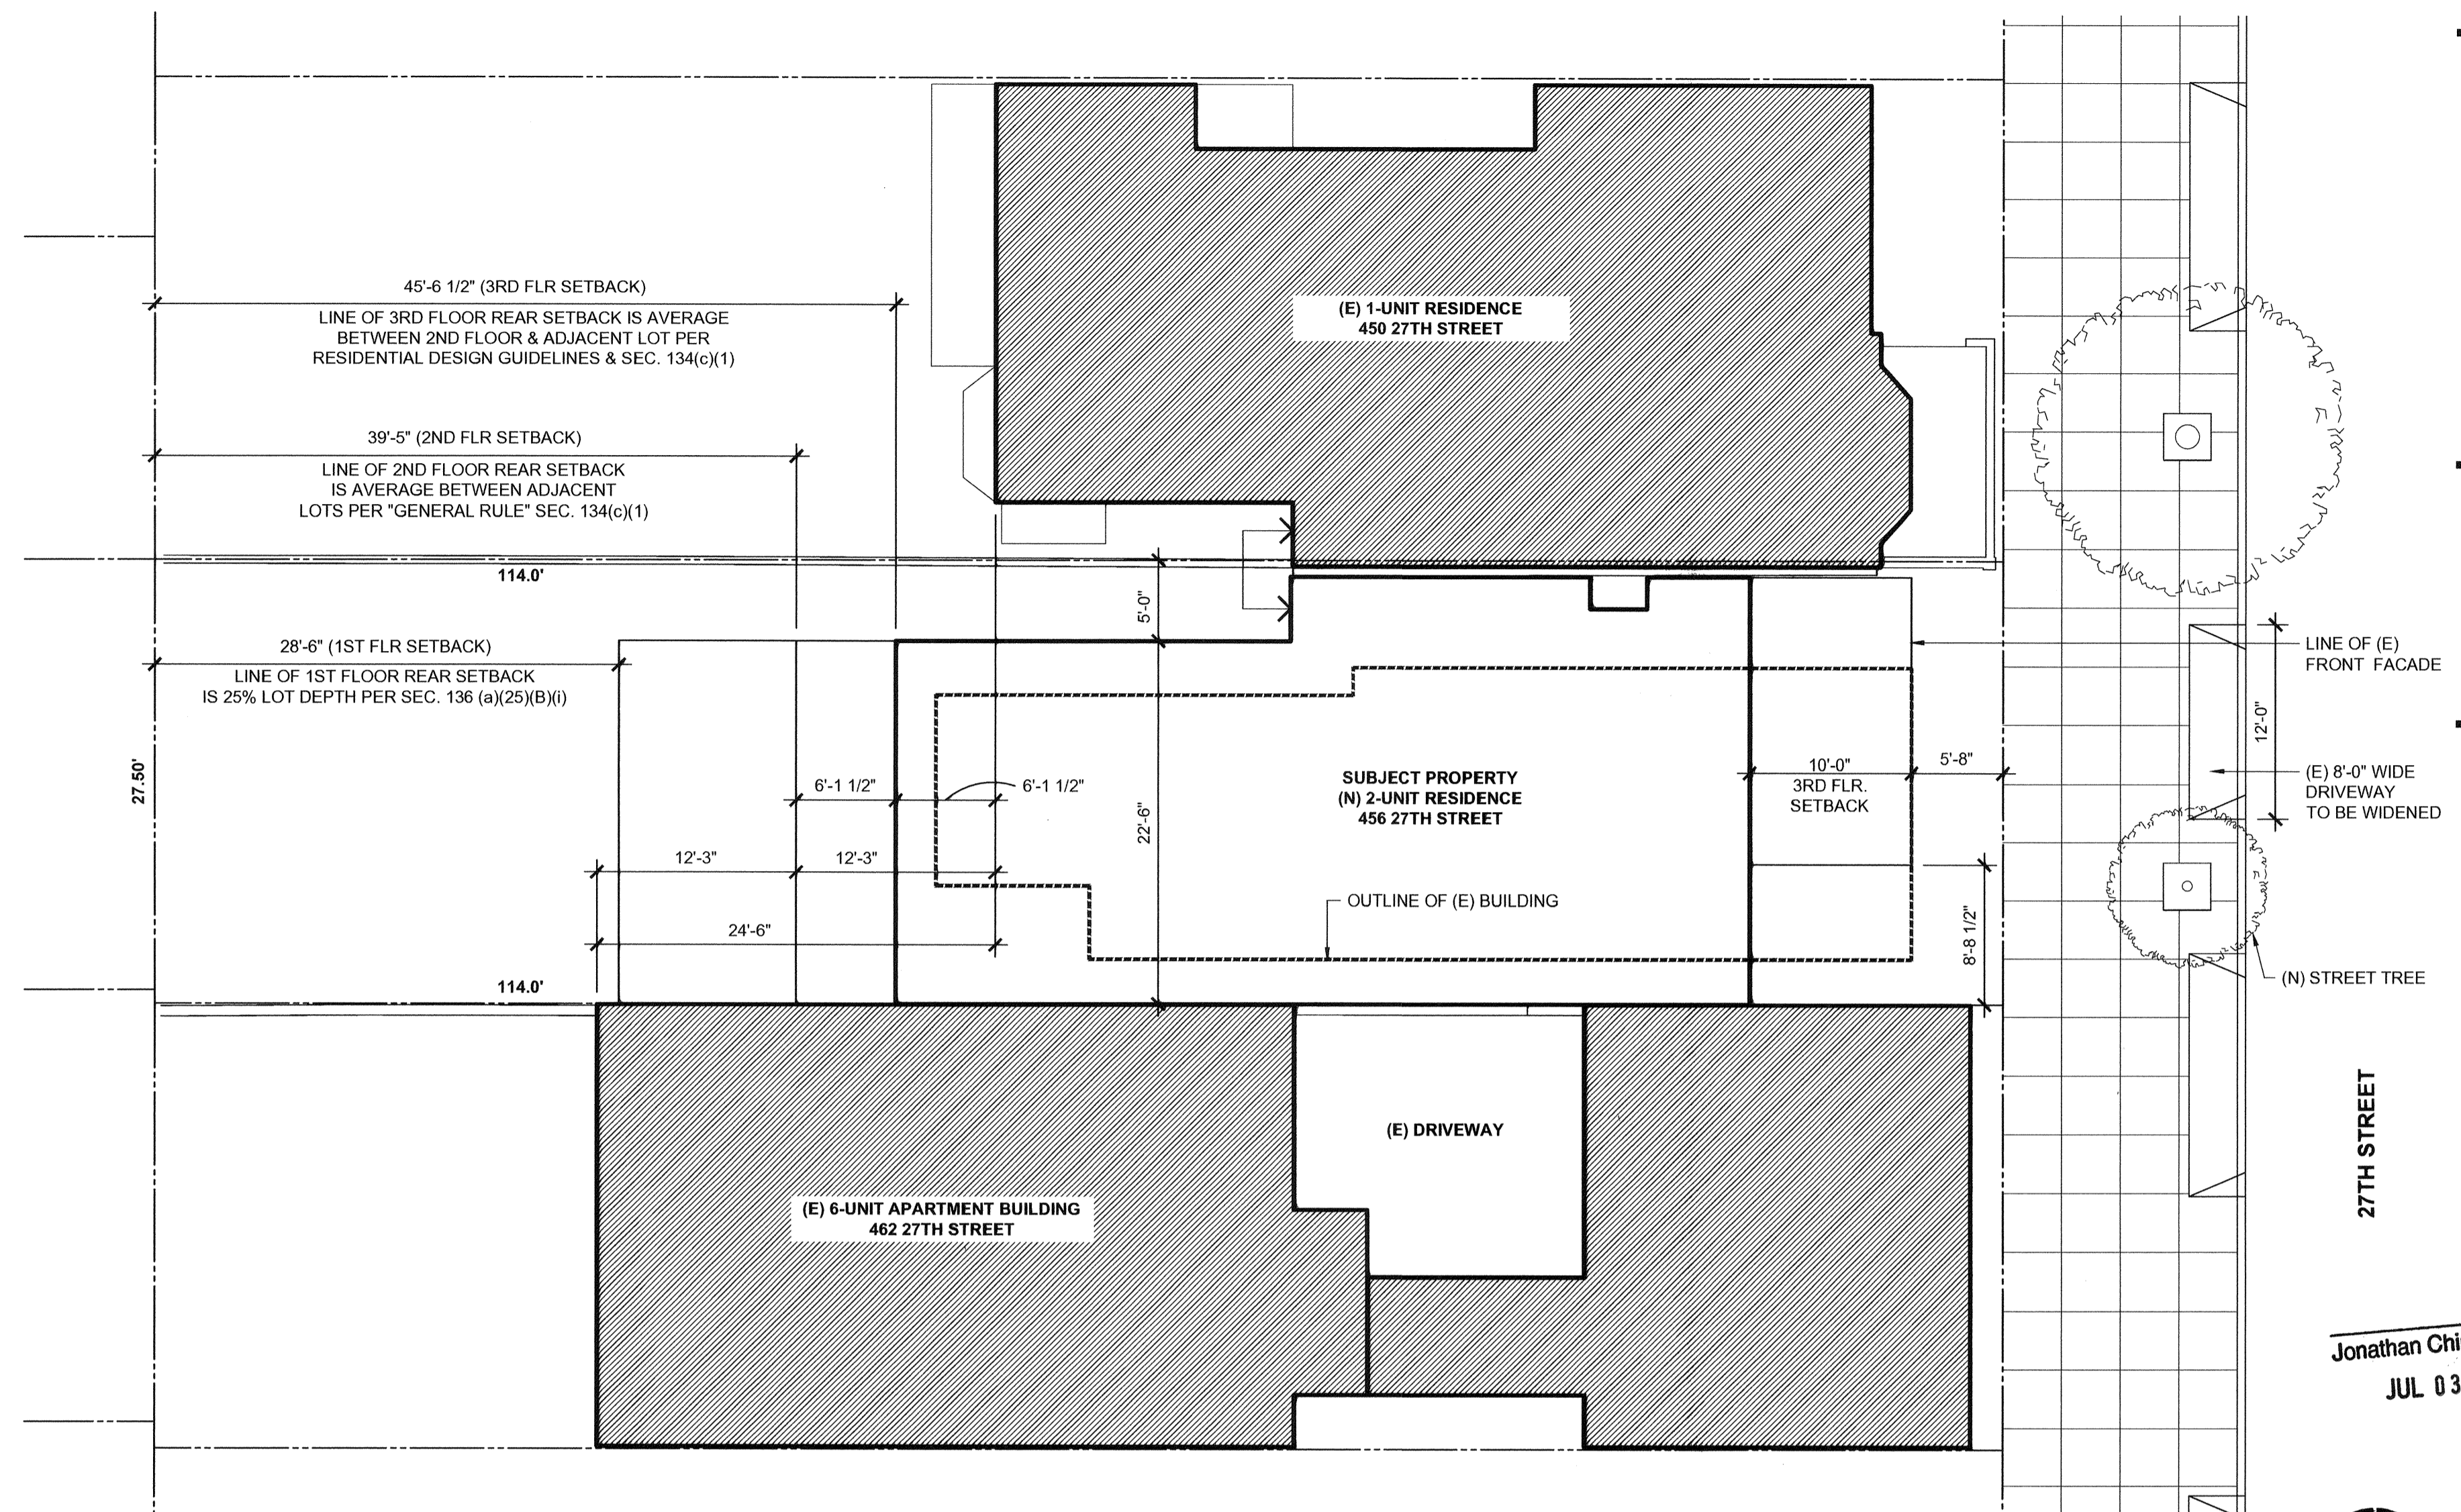 45'-6 1/2" (3RD FLR SETBACK)
LINE OF 3RD FLOOR REAR SETBACK IS AVERAGE
BETWEEN 2ND FLOOR & ADJACENT LOT PER
RESIDENTIAL DESIGN GUIDELINES & SEC. 134(c)(1)
39'-5" (2ND FLR SETBACK)
LINE OF 2ND FLOOR REAR SETBACK
IS AVERAGE BETWEEN ADJACENT
LOTS PER "GENERAL RULE" SEC. 134(c)(1)
114.0'
28'-6" (1ST FLR SETBACK)
LINE OF 1ST FLOOR REAR SETBACK
IS 25% LOT DEPTH PER SEC. 136 (a)(25)(B)(i)
27.50'
(E) 1-UNIT RESIDENCE
450 27TH STREET
5'-0"
22'-6"
6'-1 1/2"
6'-1 1/2"
12'-3"
12'-3"
24'-6"
114.0'
SUBJECT PROPERTY
(N) 2-UNIT RESIDENCE
456 27TH STREET
OUTLINE OF (E) BUILDING
10'-0"
3RD FLR.
SETBACK
5'-8"
8'-8 1/2"
LINE OF (E)
FRONT FACADE
12'-0"
(E) 8'-0" WIDE
DRIVEWAY
TO BE WIDENED
(N) STREET TREE
(E) DRIVEWAY
(E) 6-UNIT APARTMENT BUILDING
462 27TH STREET
27TH STREET
Jonathan
JUL 03